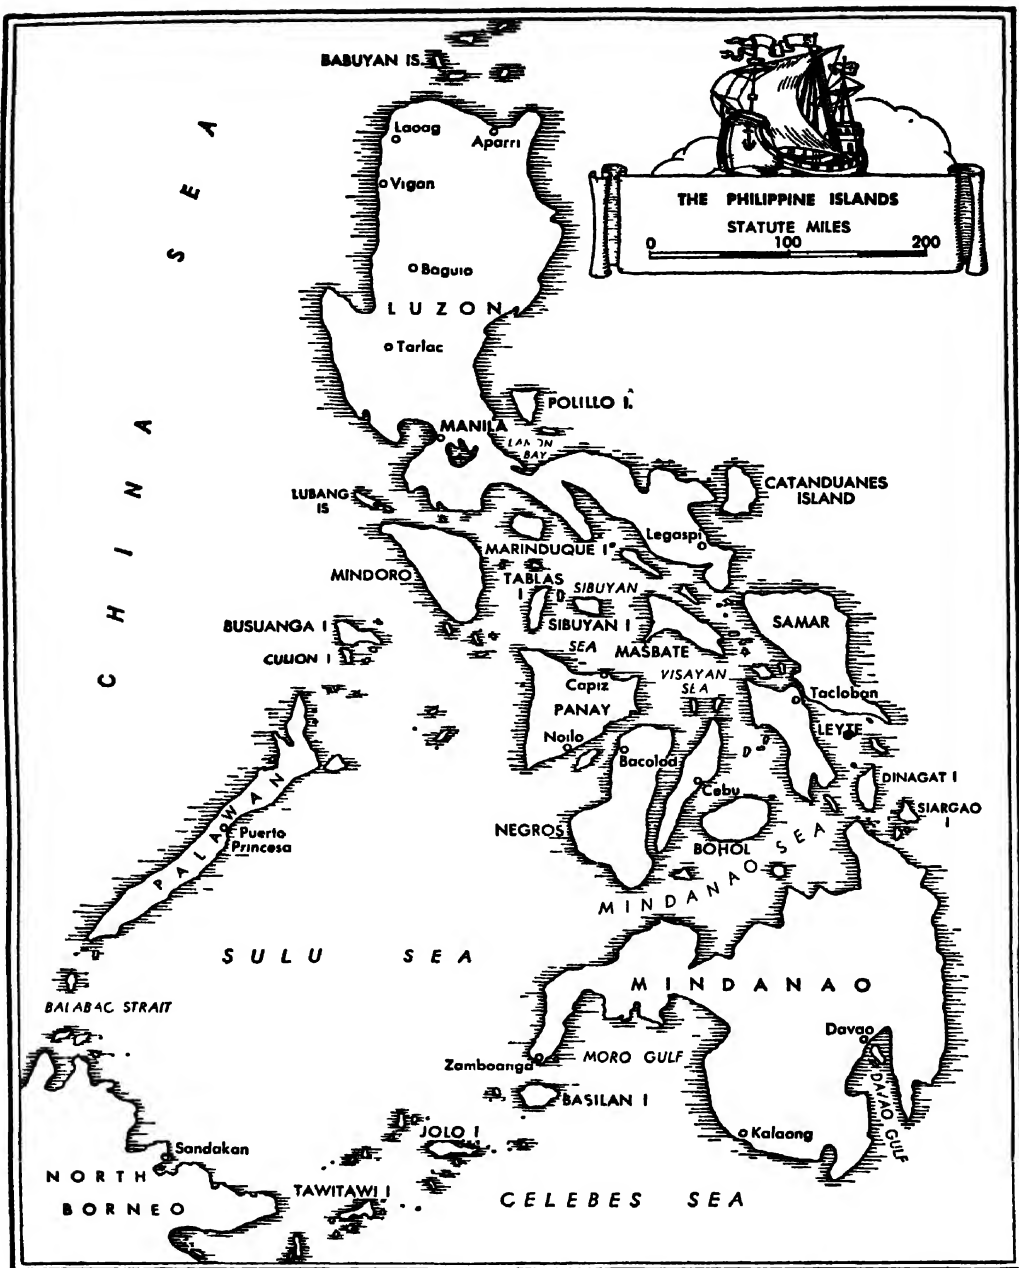 BABUYAN IS.
Laoag
Aparri
Vigan
THE PHILIPPINE ISLANDS
STATUTE MILES
0 100 200
Baguio
LUZON
Tarlac
POLILLO I.
MANILA
BAY
CATANDUANES
ISLAND
LUBANG
IS
Legaspi
MARINDUQUE I
MINDORO
TABLAS
I
SIBUYAN
SEA
SIBUYAN I
BUSUANGA I
CULION I
MASBATE
SAMAR
VISAYAN
SEA
Capiz
PANAY
Tacloban
LEYTE
Noilo
Bacolod
Cebu
DINAGAT I
SIARGAO
I
NEGROS
BOHOL
MINDANAO SEA
PALAWAN
Puerto
Princesa
CHINA SEA
SULU SEA
MINDANAO
BALABAC STRAIT
Davao
DAVAO GULF
Zamboanga
MORO GULF
BASILAN I
Kalaong
JOLO I
Sandakan
NORTH
BORNEO
TAWITAWI I
CELEBES SEA